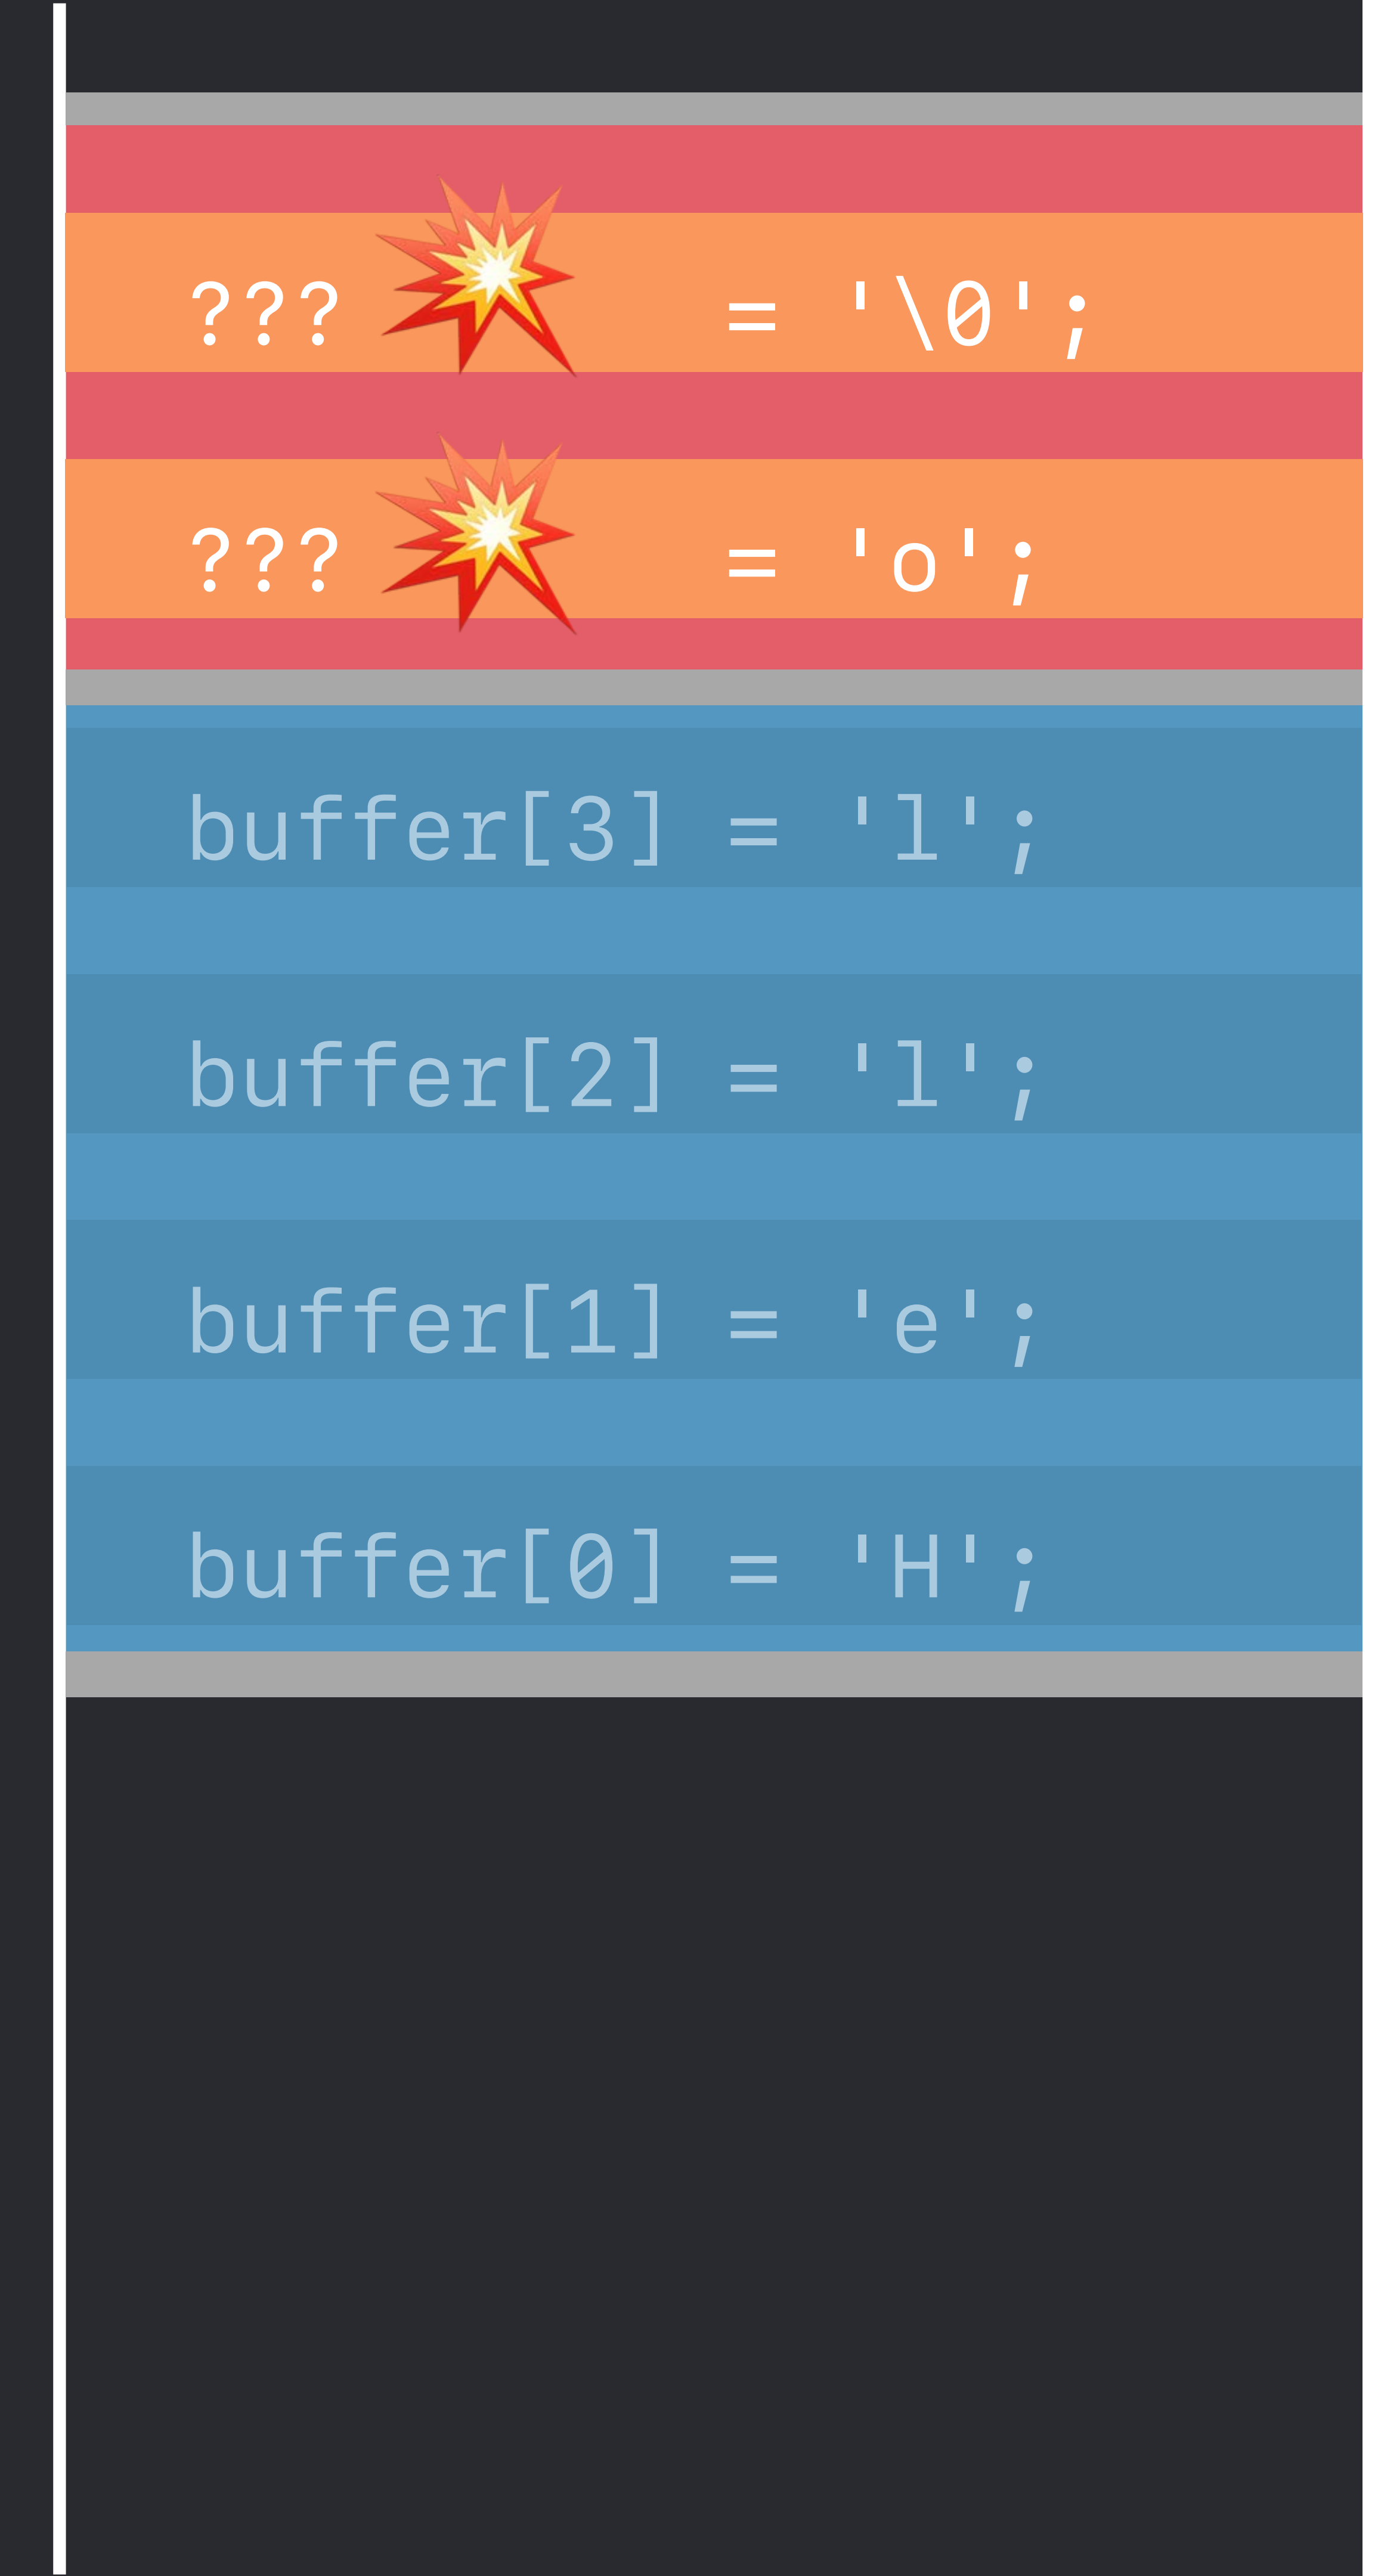 ??? 💥 = '\0';
??? 💥 = 'o';
buffer[3] = 'l';
buffer[2] = 'l';
buffer[1] = 'e';
buffer[0] = 'H';